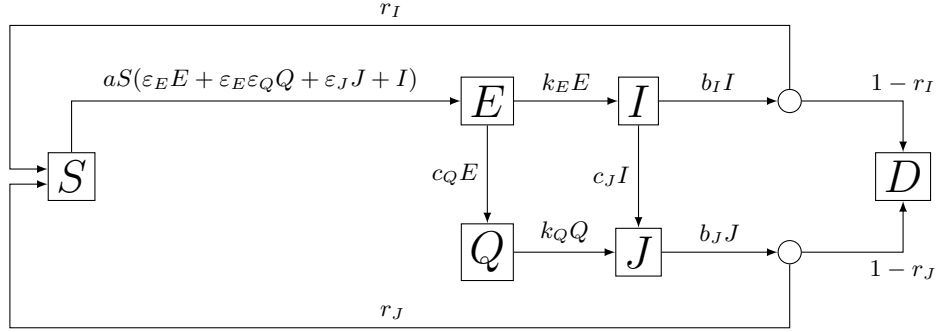 r_I
aS(ε_E E + ε_E ε_Q Q + ε_J J + I)
E
k_E E
I
b_I I
1 − r_I
S
c_Q E
c_J I
D
Q
k_Q Q
J
b_J J
1 − r_J
r_J